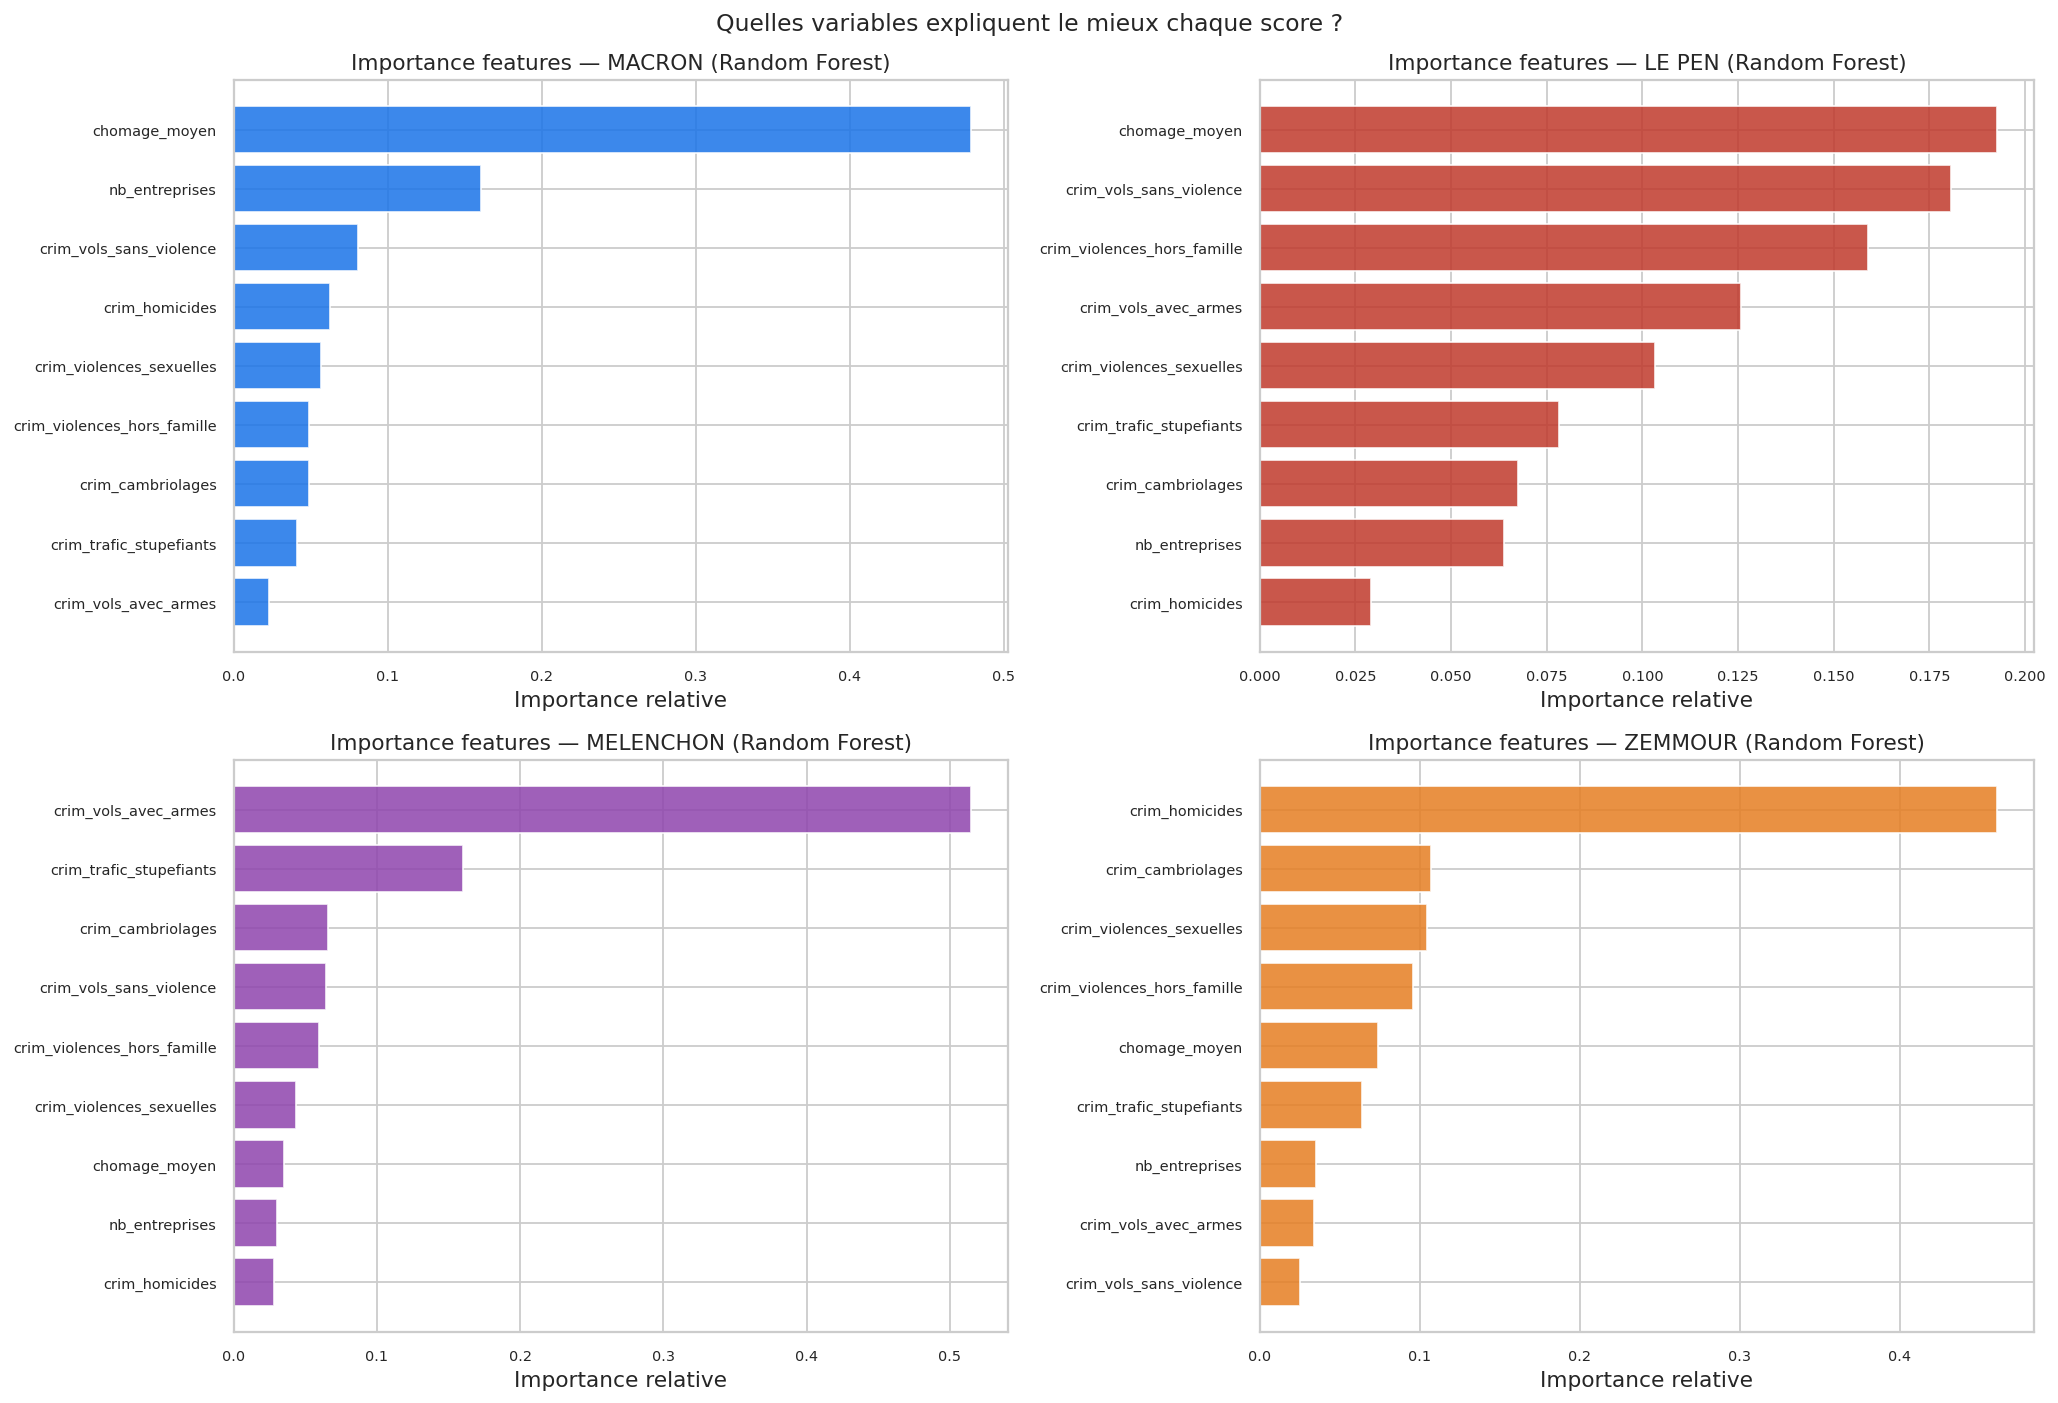 Quelles variables expliquent le mieux chaque score ?
Importance features — MACRON (Random Forest)
chomage_moyen
nb_entreprises
crim_vols_sans_violence
crim_homicides
crim_violences_sexuelles
crim_violences_hors_famille
crim_cambriolages
crim_trafic_stupefiants
crim_vols_avec_armes
0.0 0.1 0.2 0.3 0.4 0.5
Importance relative
Importance features — LE PEN (Random Forest)
chomage_moyen
crim_vols_sans_violence
crim_violences_hors_famille
crim_vols_avec_armes
crim_violences_sexuelles
crim_trafic_stupefiants
crim_cambriolages
nb_entreprises
crim_homicides
0.000 0.025 0.050 0.075 0.100 0.125 0.150 0.175 0.200
Importance relative
Importance features — MELENCHON (Random Forest)
crim_vols_avec_armes
crim_trafic_stupefiants
crim_cambriolages
crim_vols_sans_violence
crim_violences_hors_famille
crim_violences_sexuelles
chomage_moyen
nb_entreprises
crim_homicides
0.0 0.1 0.2 0.3 0.4 0.5
Importance relative
Importance features — ZEMMOUR (Random Forest)
crim_homicides
crim_cambriolages
crim_violences_sexuelles
crim_violences_hors_famille
chomage_moyen
crim_trafic_stupefiants
nb_entreprises
crim_vols_avec_armes
crim_vols_sans_violence
0.0 0.1 0.2 0.3 0.4
Importance relative